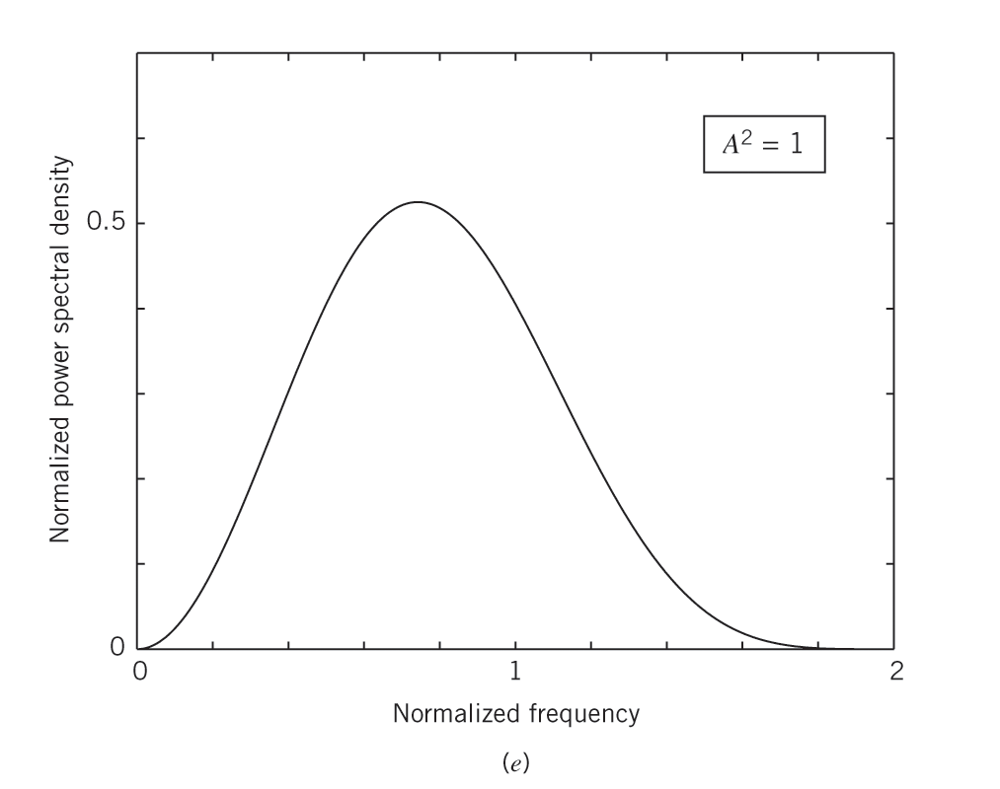 A² = 1
Normalized power spectral density
0.5
0
0
1
2
Normalized frequency
(e)